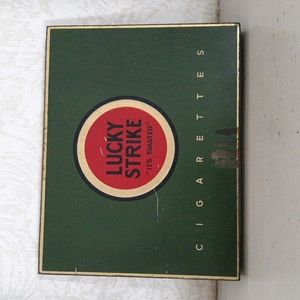 LUCKY
STRIKE
"IT'S TOASTED"
CIGARETTES